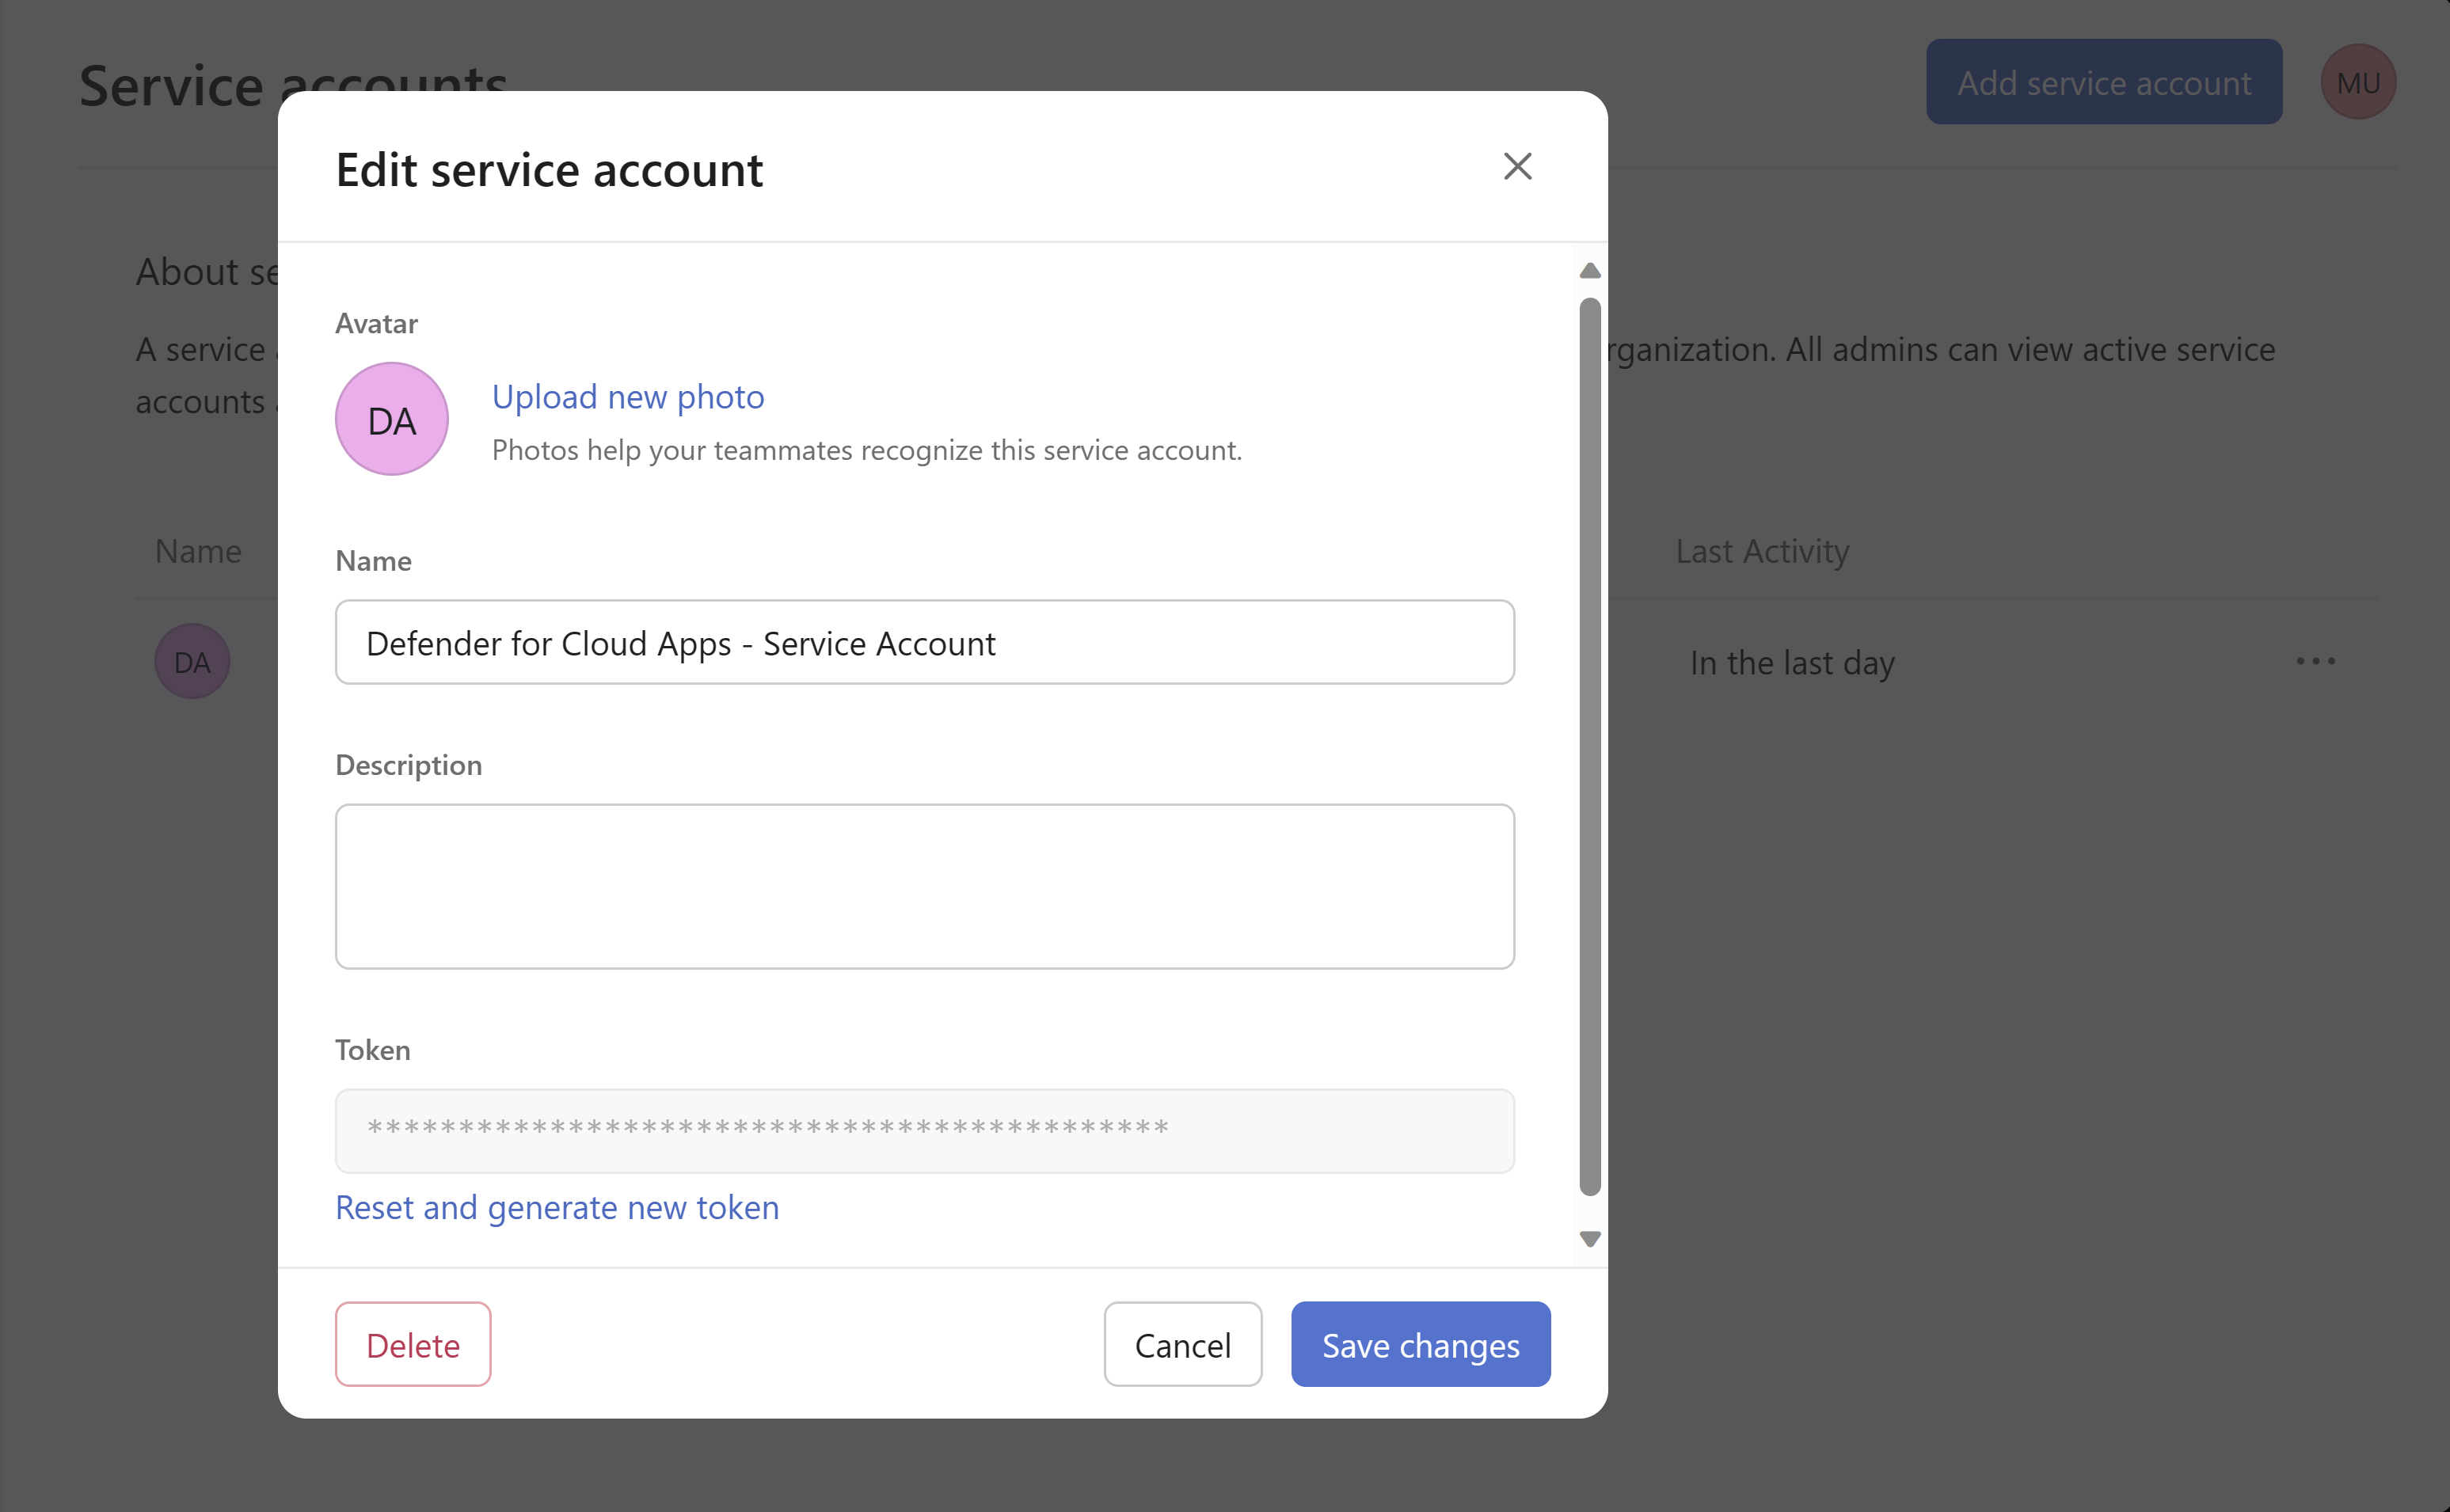 Service accounts
Add service account
MU
Edit service account
About se
A service
rganization. All admins can view active service
accounts
Avatar
DA
Upload new photo
Photos help your teammates recognize this service account.
Name
Last Activity
DA
In the last day
Name
Defender for Cloud Apps - Service Account
Description
Token
********************************************
Reset and generate new token
Delete
Cancel
Save changes